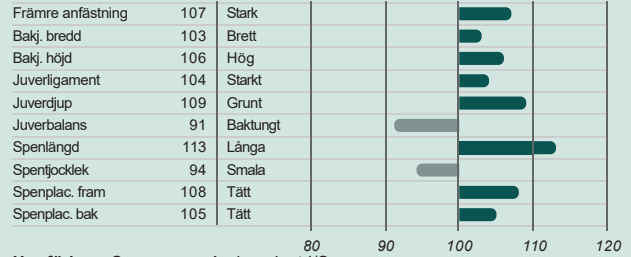 Främre anfästning 107 Stark
Bakj. bredd 103 Brett
Bakj. höjd 106 Hög
Juverligament 104 Starkt
Juverdjup 109 Grunt
Juverbalans 91 Baktungt
Spenlängd 113 Långa
Spentjocklek 94 Smala
Spenplac. fram 108 Tätt
Spenplac. bak 105 Tätt
80 90 100 110 120